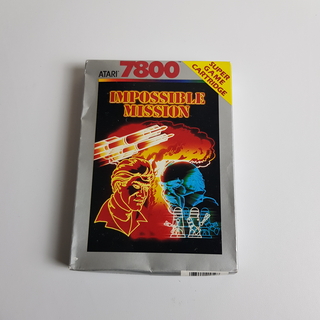 ATARI 7800
SUPER
GAME
CARTRIDGE
IMPOSSIBLE
MISSION